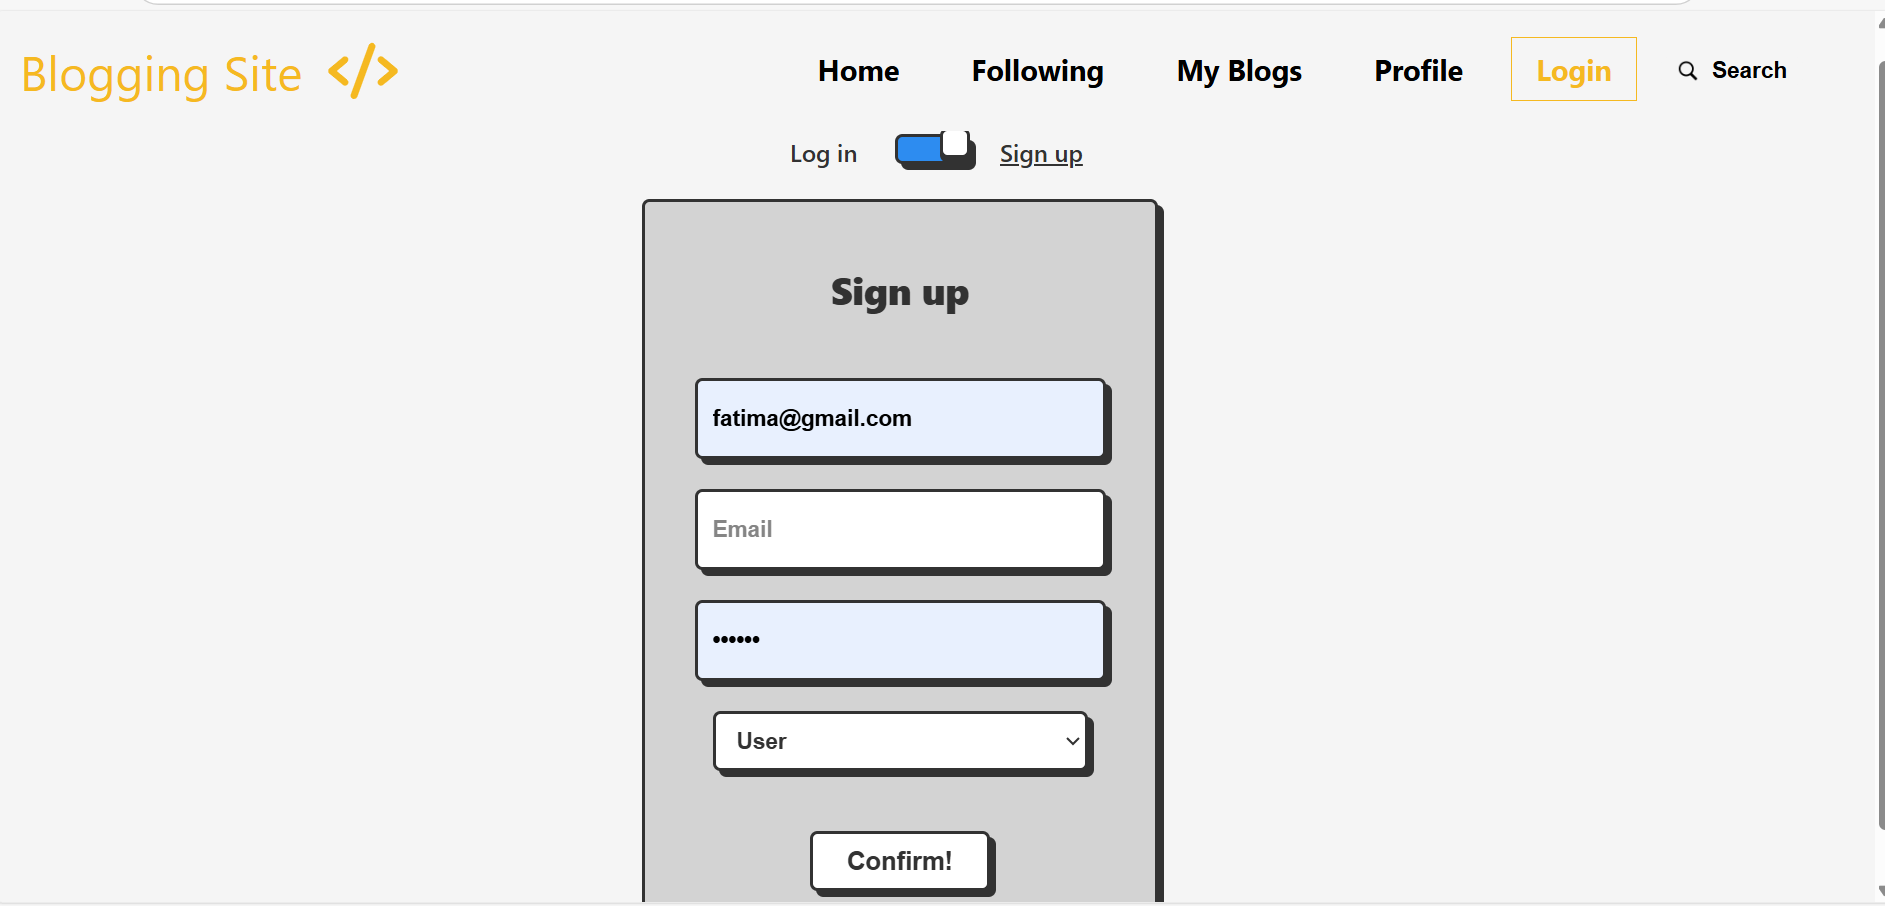 Blogging Site </>
Home Following My Blogs Profile Login Search
Log in Sign up
Sign up
fatima@gmail.com
Email
••••••
User
Confirm!